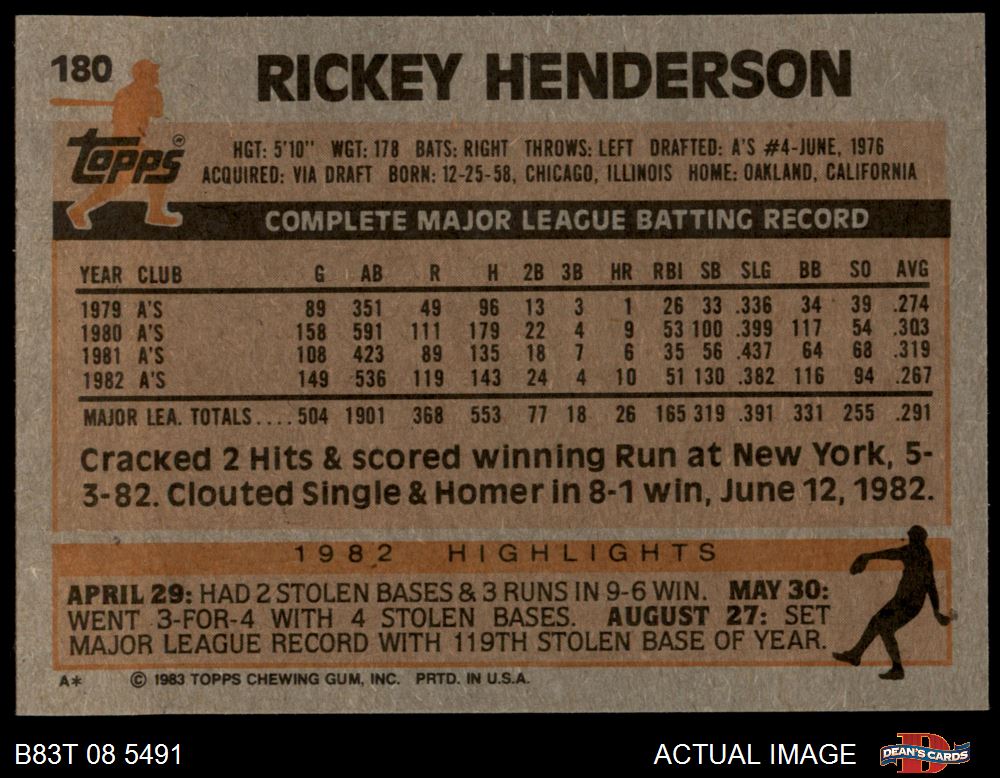 180
RICKEY HENDERSON
topps®
HGT: 5'10" WGT: 178 BATS: RIGHT THROWS: LEFT DRAFTED: A'S #4-JUNE, 1976
ACQUIRED: VIA DRAFT BORN: 12-25-58, CHICAGO, ILLINOIS HOME: OAKLAND, CALIFORNIA
COMPLETE MAJOR LEAGUE BATTING RECORD
YEAR CLUB G AB R H 2B 3B HR RBI SB SLG BB SO AVG
1979 A'S 89 351 49 96 13 3 1 26 33 .336 34 39 .274
1980 A'S 158 591 111 179 22 4 9 53 100 .399 117 54 .303
1981 A'S 108 423 89 135 18 7 6 35 56 .437 64 68 .319
1982 A'S 149 536 119 143 24 4 10 51 130 .382 116 94 .267
MAJOR LEA. TOTALS....504 1901 368 553 77 18 26 165 319 .391 331 255 .291
Cracked 2 Hits & scored winning Run at New York, 5-
3-82. Clouted Single & Homer in 8-1 win, June 12, 1982.
1982 HIGHLIGHTS
APRIL 29: HAD 2 STOLEN BASES & 3 RUNS IN 9-6 WIN. MAY 30:
WENT 3-FOR-4 WITH 4 STOLEN BASES. AUGUST 27: SET
MAJOR LEAGUE RECORD WITH 119TH STOLEN BASE OF YEAR.
A* © 1983 TOPPS CHEWING GUM, INC. PRTD. IN U.S.A.
B83T 08 5491 ACTUAL IMAGE DEAN'S CARDS